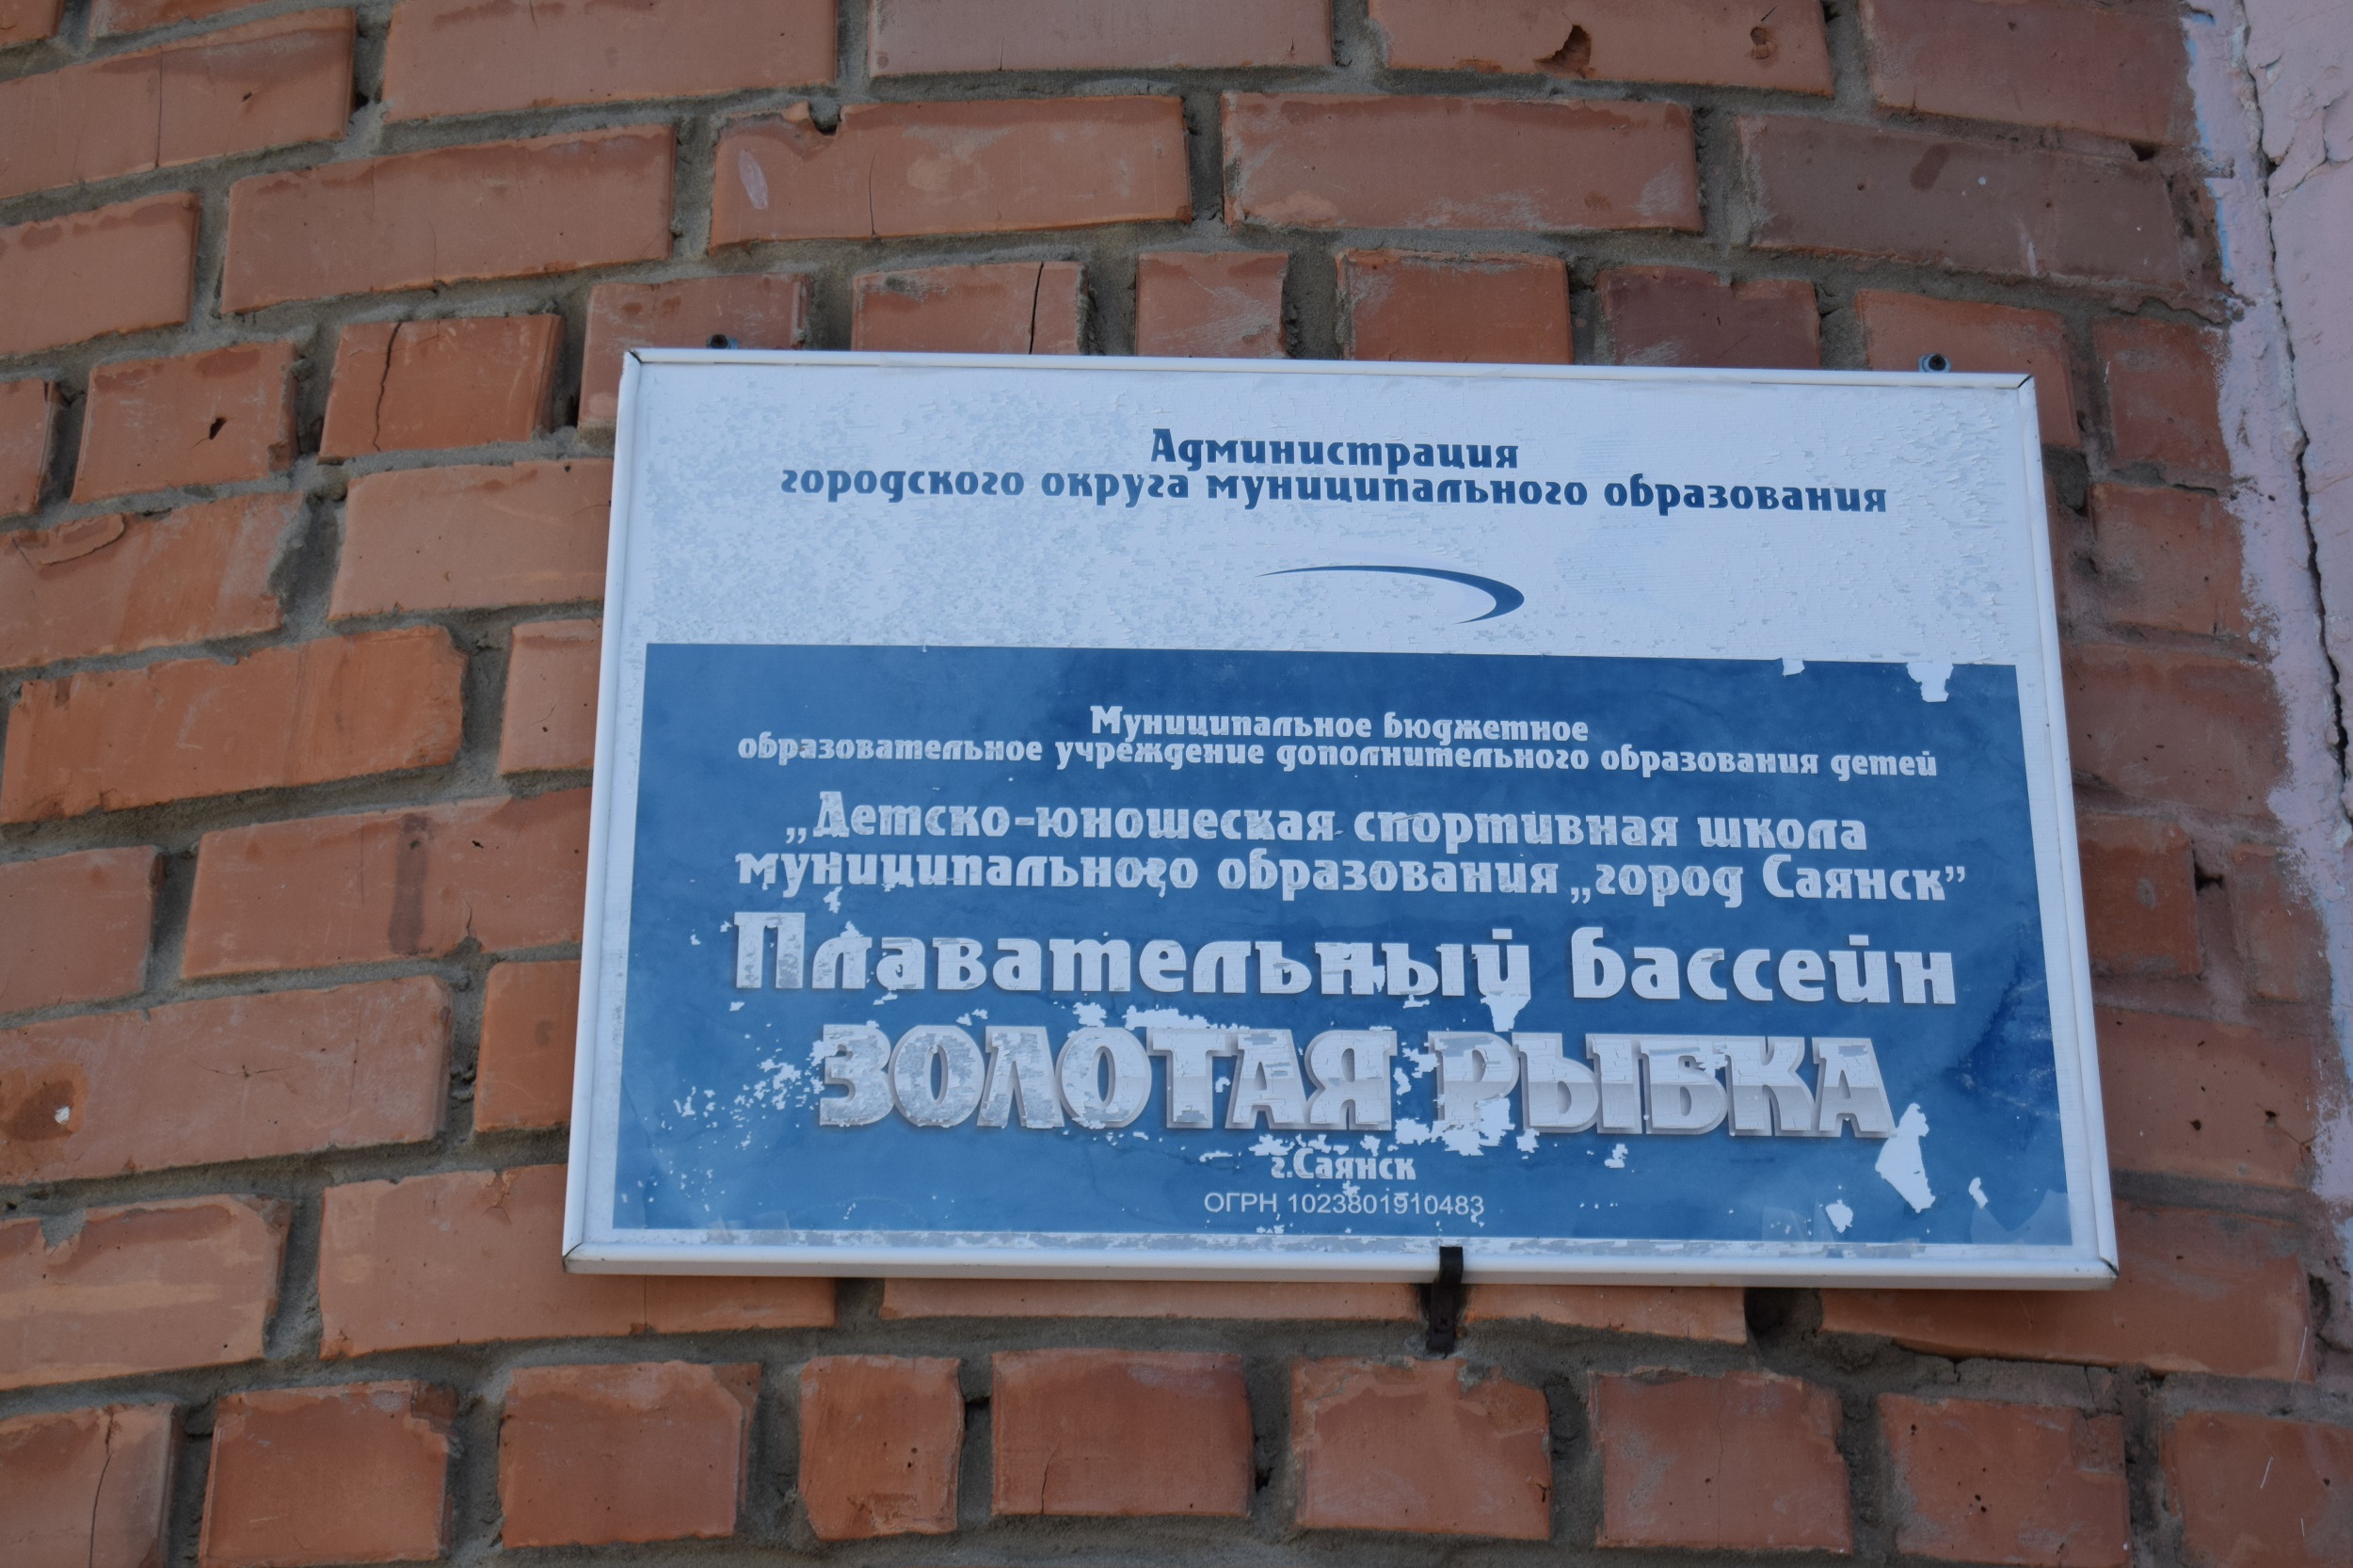 Администрация
городского округа муниципального образования
Муниципальное бюджетное
образовательное учреждение дополнительного образования детей
„Детско-юношеская спортивная школа
муниципального образования „город Саянск”
Плавательный бассейн
ЗОЛОТАЯ РЫБКА
г.Саянск
ОГРН 1023801910483